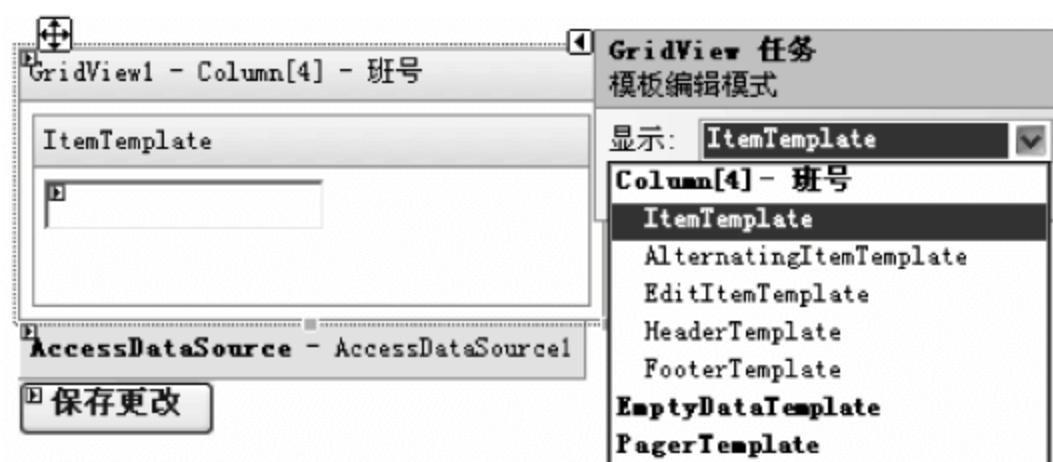 GridView1 - Column[4] - 班号
ItemTemplate
AccessDataSource - AccessDataSource1
保存更改
GridView 任务
模板编辑模式
显示: ItemTemplate
Column[4] - 班号
ItemTemplate
AlternatingItemTemplate
EditItemTemplate
HeaderTemplate
FooterTemplate
EmptyDataTemplate
PagerTemplate